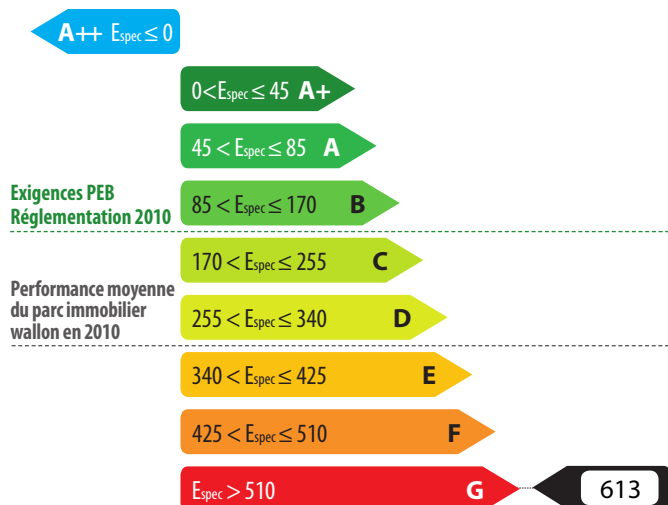 A++ Espec ≤ 0
0<Espec ≤ 45 A+
45 < Espec ≤ 85 A
Exigences PEB
Réglementation 2010
85 < Espec ≤ 170 B
170 < Espec ≤ 255 C
Performance moyenne
du parc immobilier
wallon en 2010
255 < Espec ≤ 340 D
340 < Espec ≤ 425 E
425 < Espec ≤ 510 F
Espec > 510 G 613